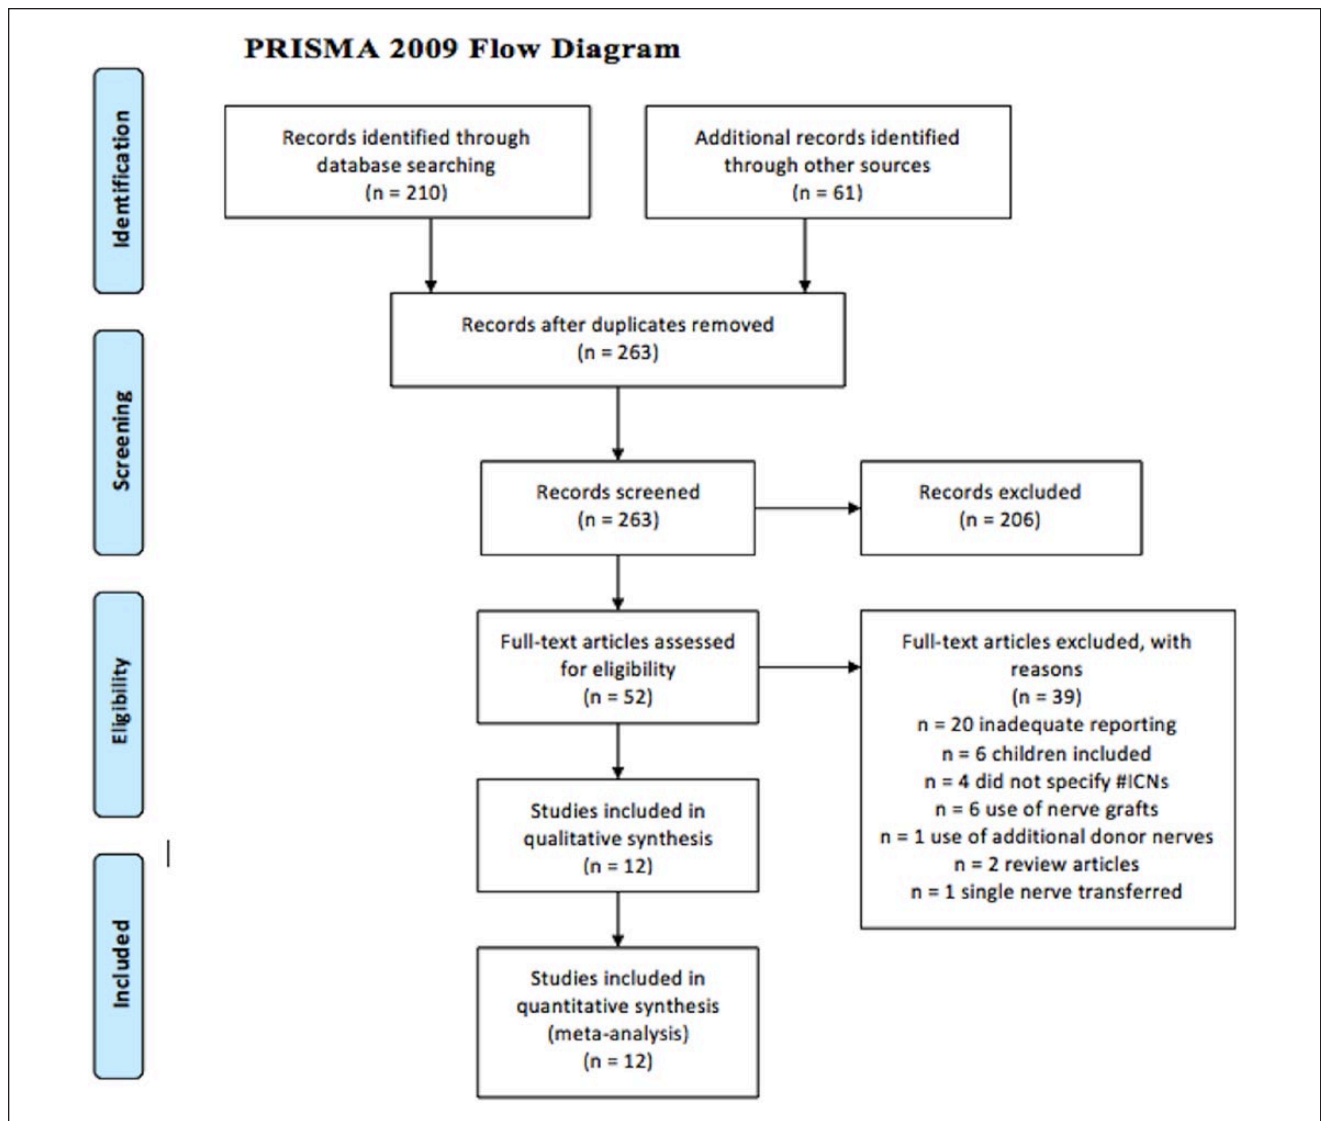 PRISMA 2009 Flow Diagram
Identification
Records identified through
database searching
(n = 210)
Additional records identified
through other sources
(n = 61)
Records after duplicates removed
(n = 263)
Screening
Records screened
(n = 263)
Records excluded
(n = 206)
Eligibility
Full-text articles assessed
for eligibility
(n = 52)
Full-text articles excluded, with
reasons
(n = 39)
n = 20 inadequate reporting
n = 6 children included
n = 4 did not specify #ICNs
n = 6 use of nerve grafts
n = 1 use of additional donor nerves
n = 2 review articles
n = 1 single nerve transferred
Studies included in
qualitative synthesis
(n = 12)
Included
Studies included in
quantitative synthesis
(meta-analysis)
(n = 12)